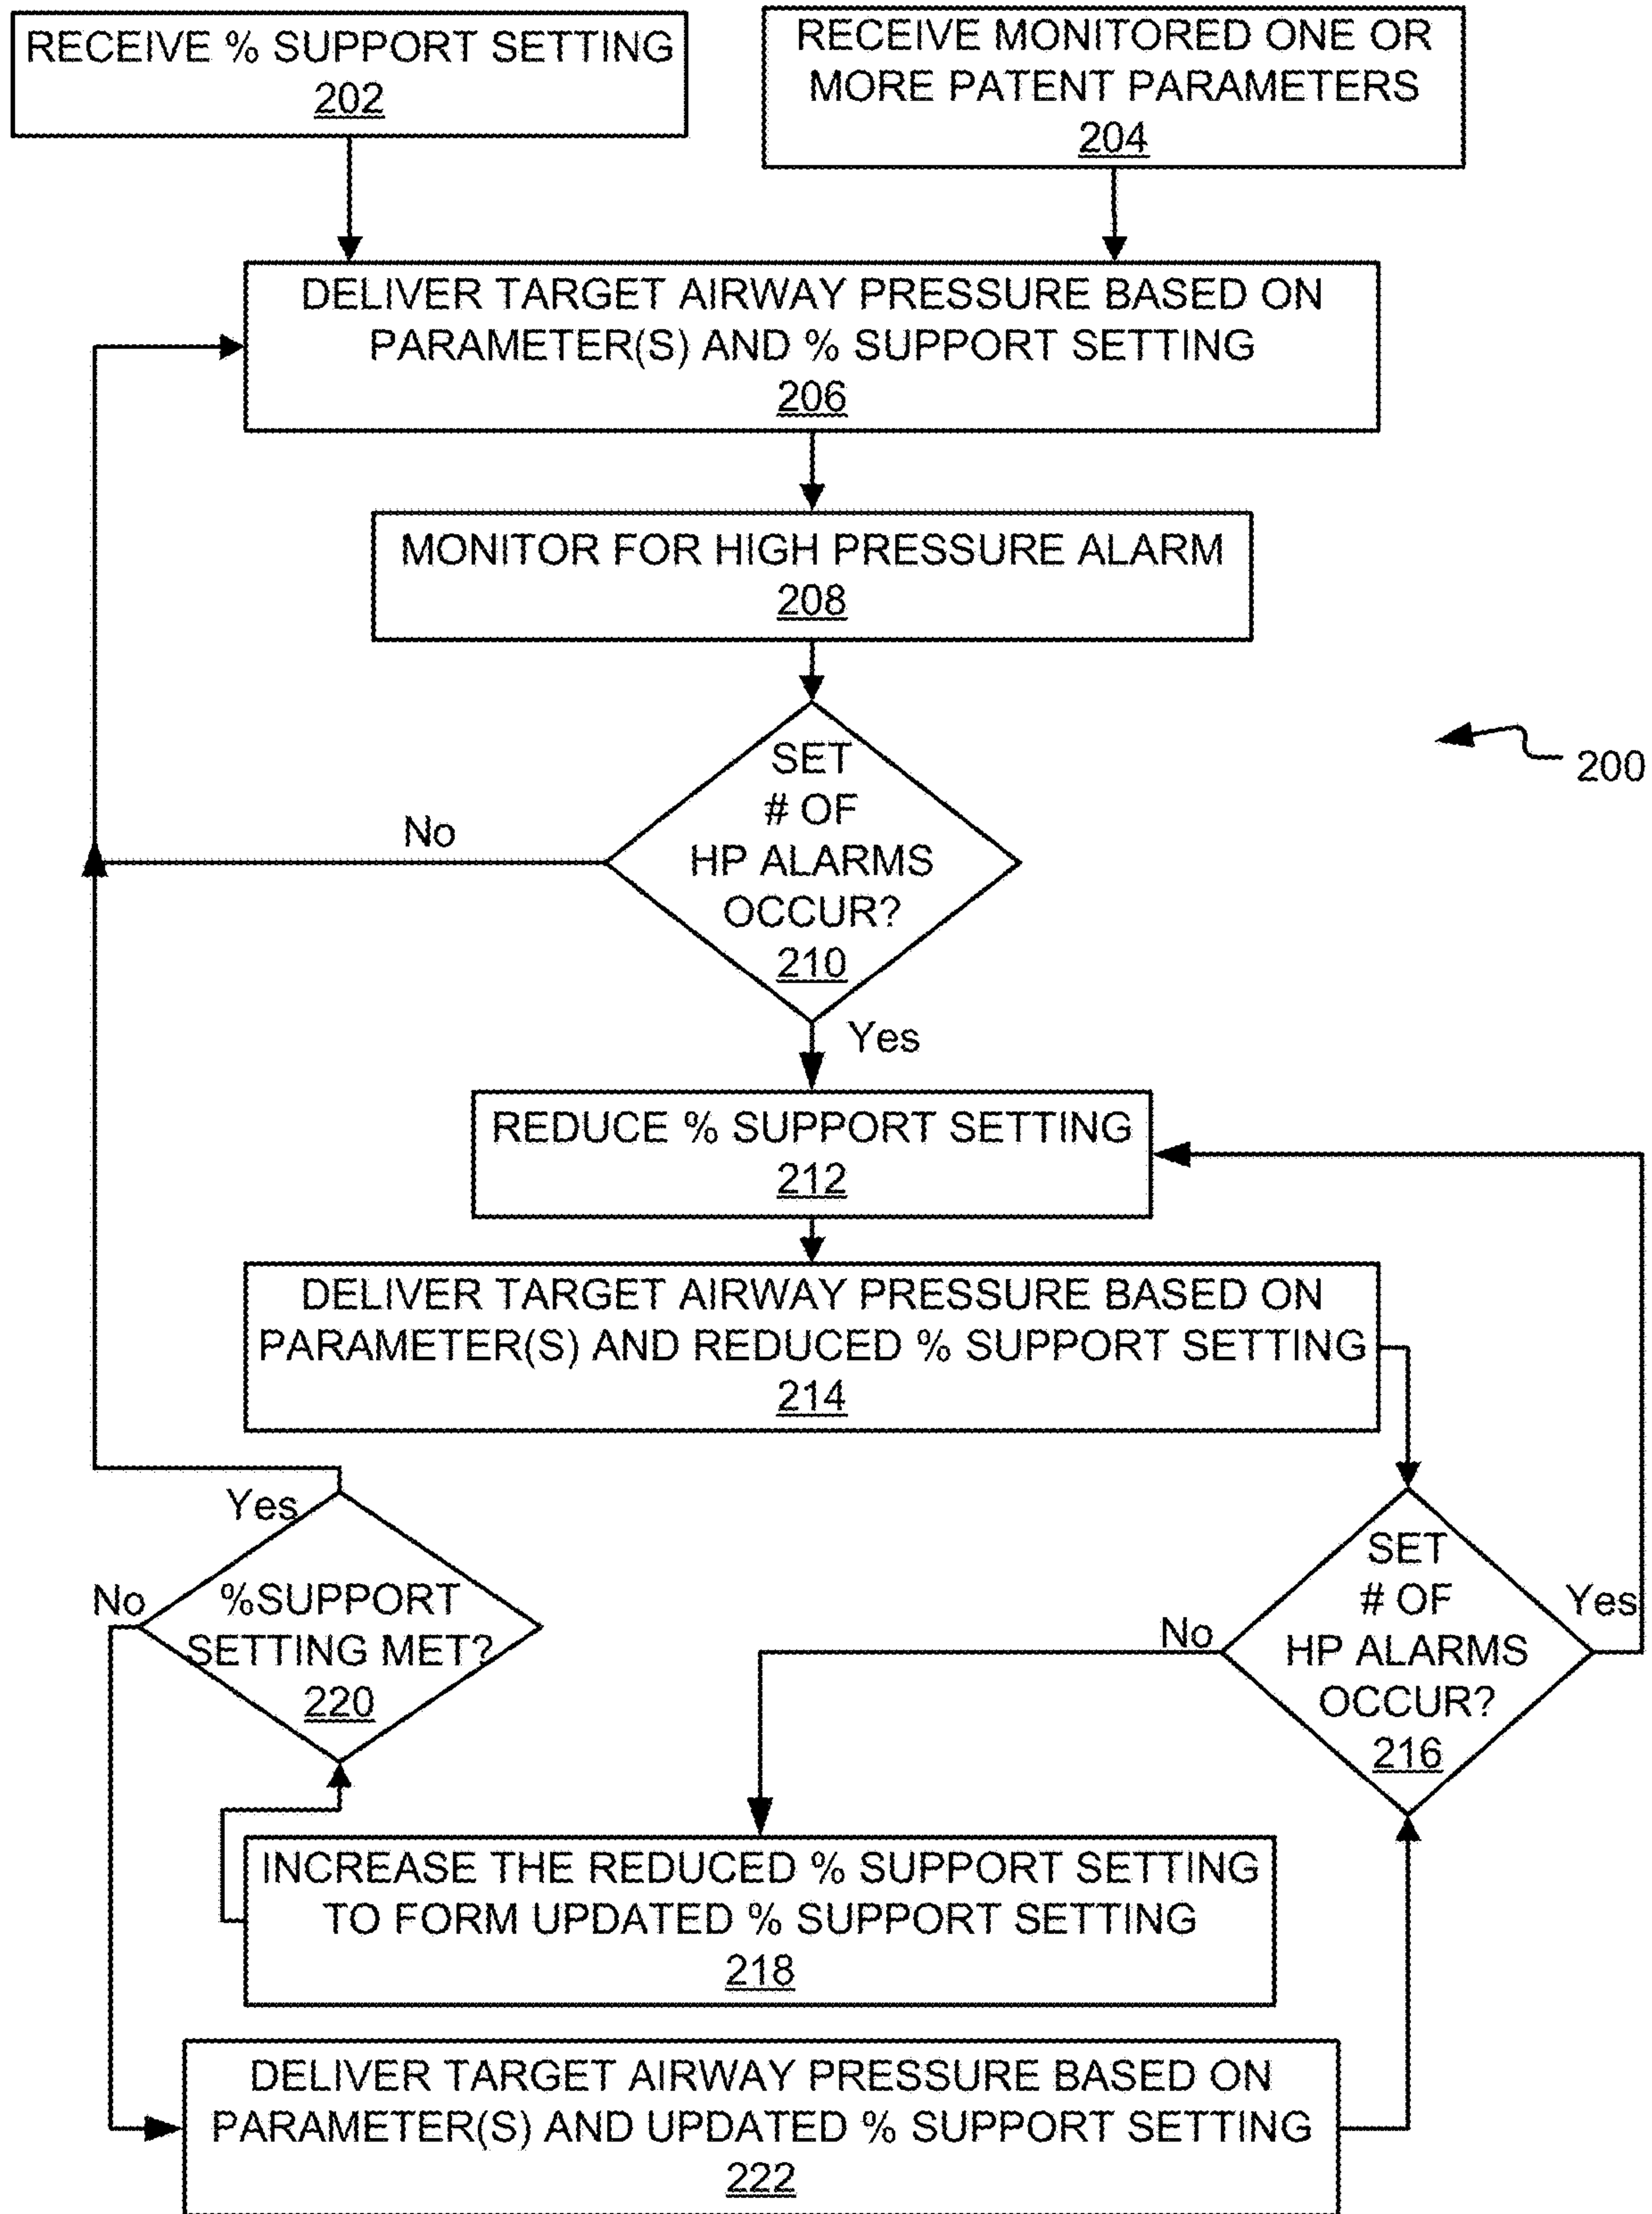 RECEIVE % SUPPORT SETTING
202
RECEIVE MONITORED ONE OR
MORE PATENT PARAMETERS
204
DELIVER TARGET AIRWAY PRESSURE BASED ON
PARAMETER(S) AND % SUPPORT SETTING
206
MONITOR FOR HIGH PRESSURE ALARM
208
SET
# OF
HP ALARMS
OCCUR?
210
No
Yes
200
REDUCE % SUPPORT SETTING
212
DELIVER TARGET AIRWAY PRESSURE BASED ON
PARAMETER(S) AND REDUCED % SUPPORT SETTING
214
SET
# OF
HP ALARMS
OCCUR?
216
Yes
No
INCREASE THE REDUCED % SUPPORT SETTING
TO FORM UPDATED % SUPPORT SETTING
218
%SUPPORT
SETTING MET?
220
Yes
No
DELIVER TARGET AIRWAY PRESSURE BASED ON
PARAMETER(S) AND UPDATED % SUPPORT SETTING
222